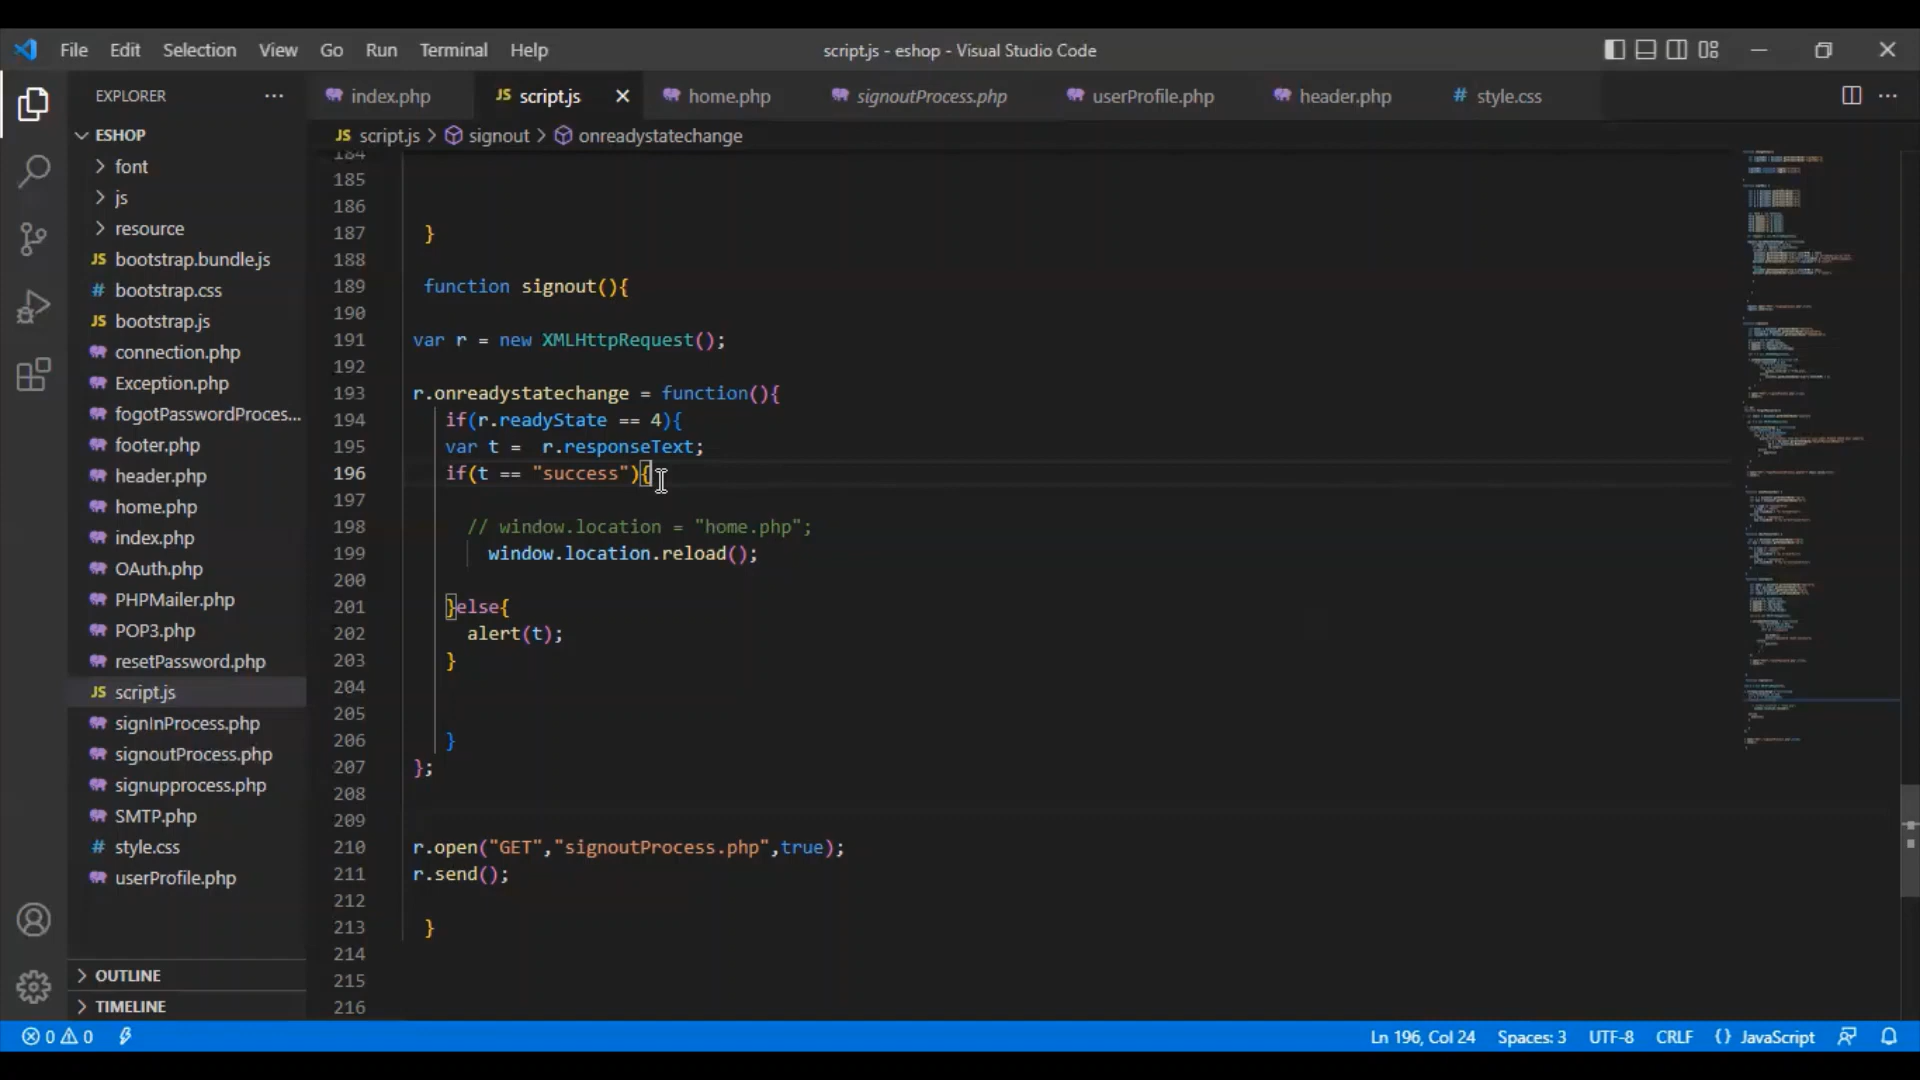 File Edit Selection View Go Run Terminal Help script.js - eshop - Visual Studio Code
EXPLORER ···
index.php JS script.js home.php signoutProcess.php userProfile.php header.php # style.css
ESHOP
font
js
resource
JS bootstrap.bundle.js
# bootstrap.css
JS bootstrap.js
connection.php
Exception.php
fogotPasswordProces...
footer.php
header.php
home.php
index.php
OAuth.php
PHPMailer.php
POP3.php
resetPassword.php
JS script.js
signInProcess.php
signoutProcess.php
signupprocess.php
SMTP.php
# style.css
userProfile.php
OUTLINE
TIMELINE
JS script.js > signout > onreadystatechange
184
185
186
187 }
188
189 function signout(){
190
191 var r = new XMLHttpRequest();
192
193 r.onreadystatechange = function(){
194 if(r.readyState == 4){
195 var t =  r.responseText;
196 if(t == "success"){
197
198 // window.location = "home.php";
199 window.location.reload();
200
201 }else{
202 alert(t);
203 }
204
205
206 }
207 };
208
209
210 r.open("GET","signoutProcess.php",true);
211 r.send();
212
213 }
214
215
216
0 0 Ln 196, Col 24 Spaces: 3 UTF-8 CRLF {} JavaScript